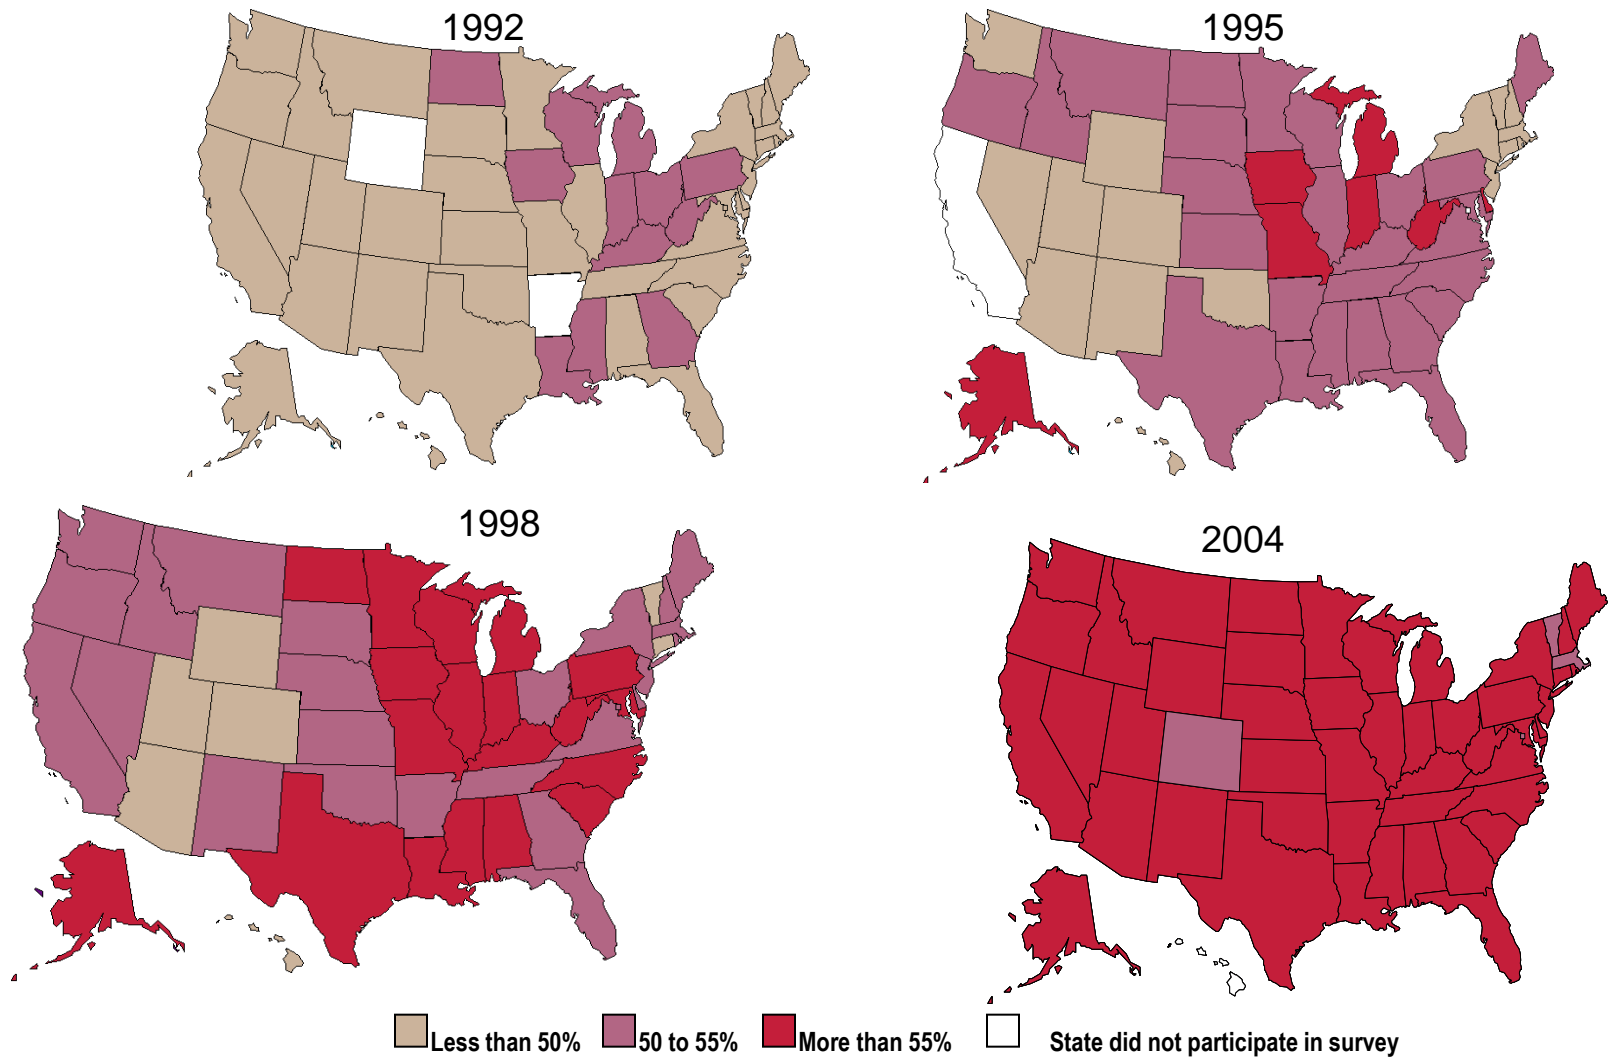 1992
1995
1998
2004
Less than 50%
50 to 55%
More than 55%
State did not participate in survey